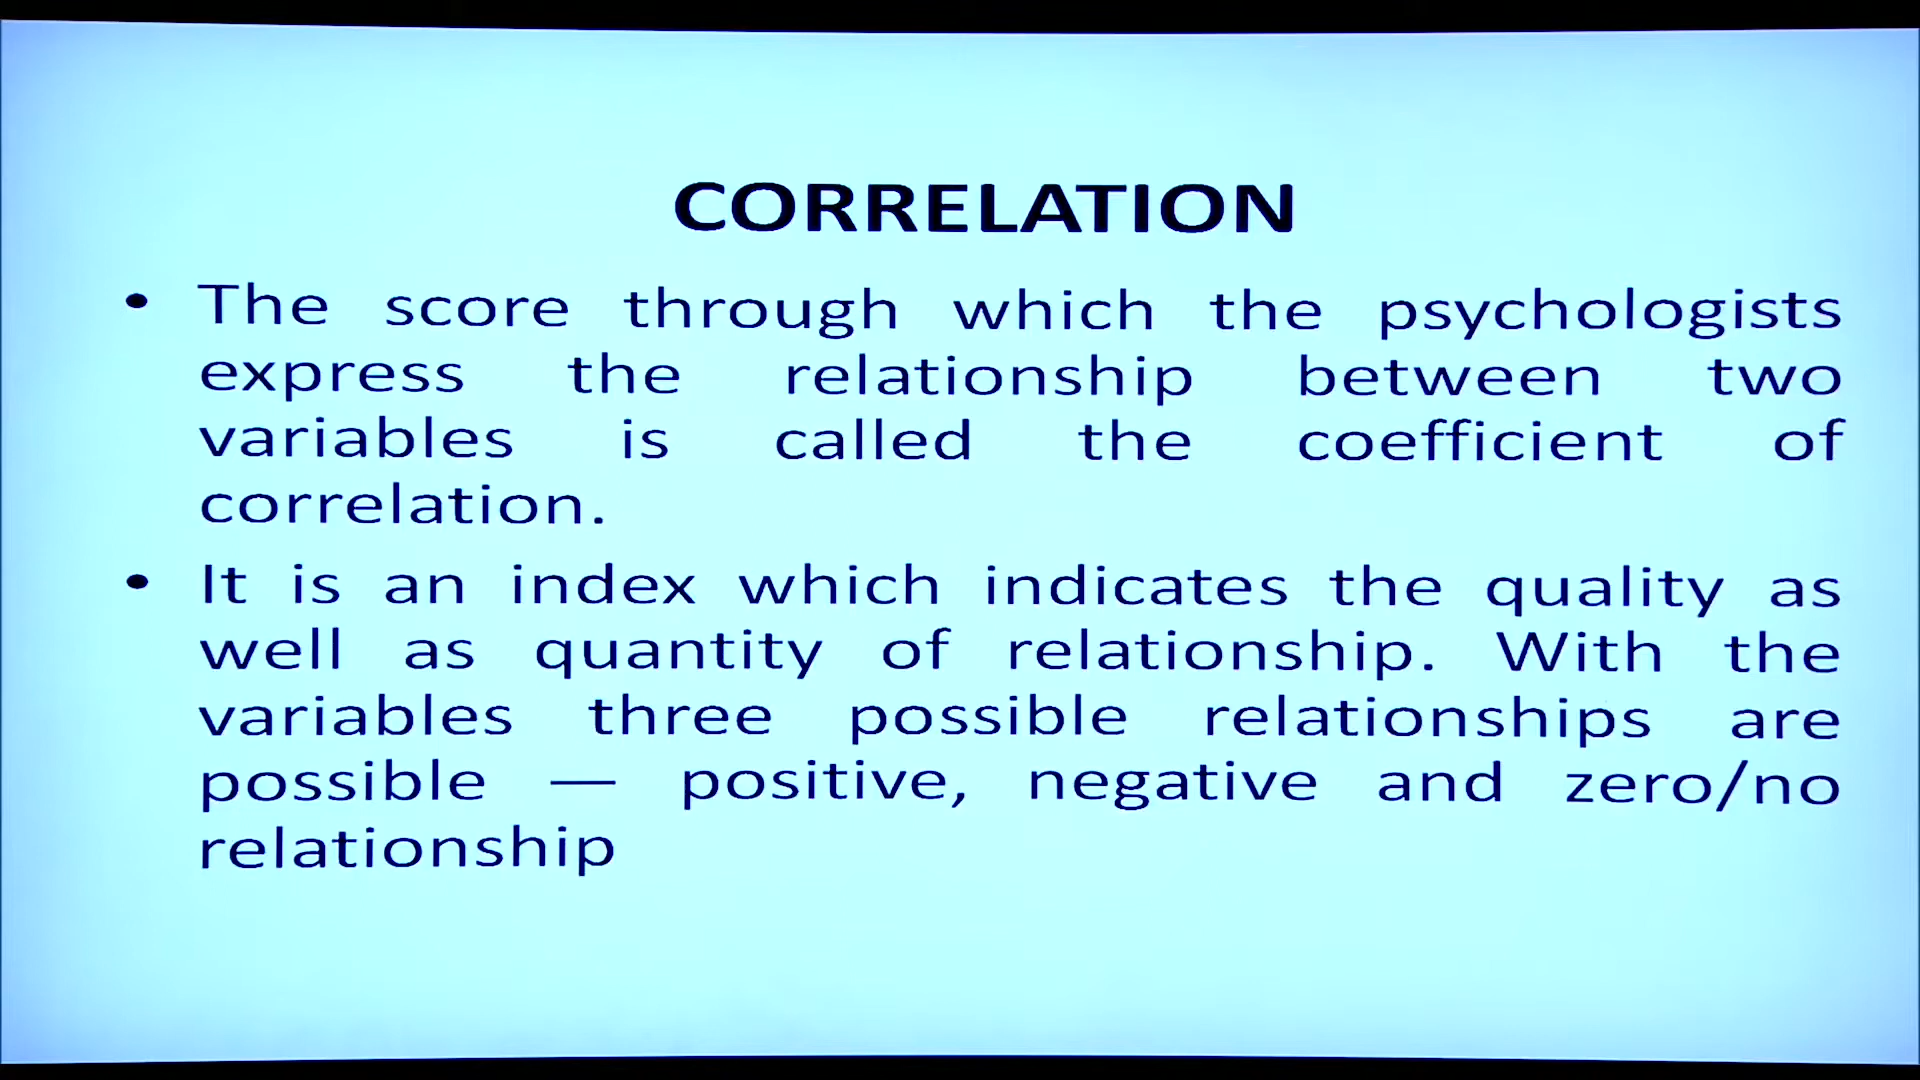 CORRELATION
• The score through which the psychologists
express the relationship between two
variables is called the coefficient of
correlation.
• It is an index which indicates the quality as
well as quantity of relationship. With the
variables three possible relationships are
possible — positive, negative and zero/no
relationship